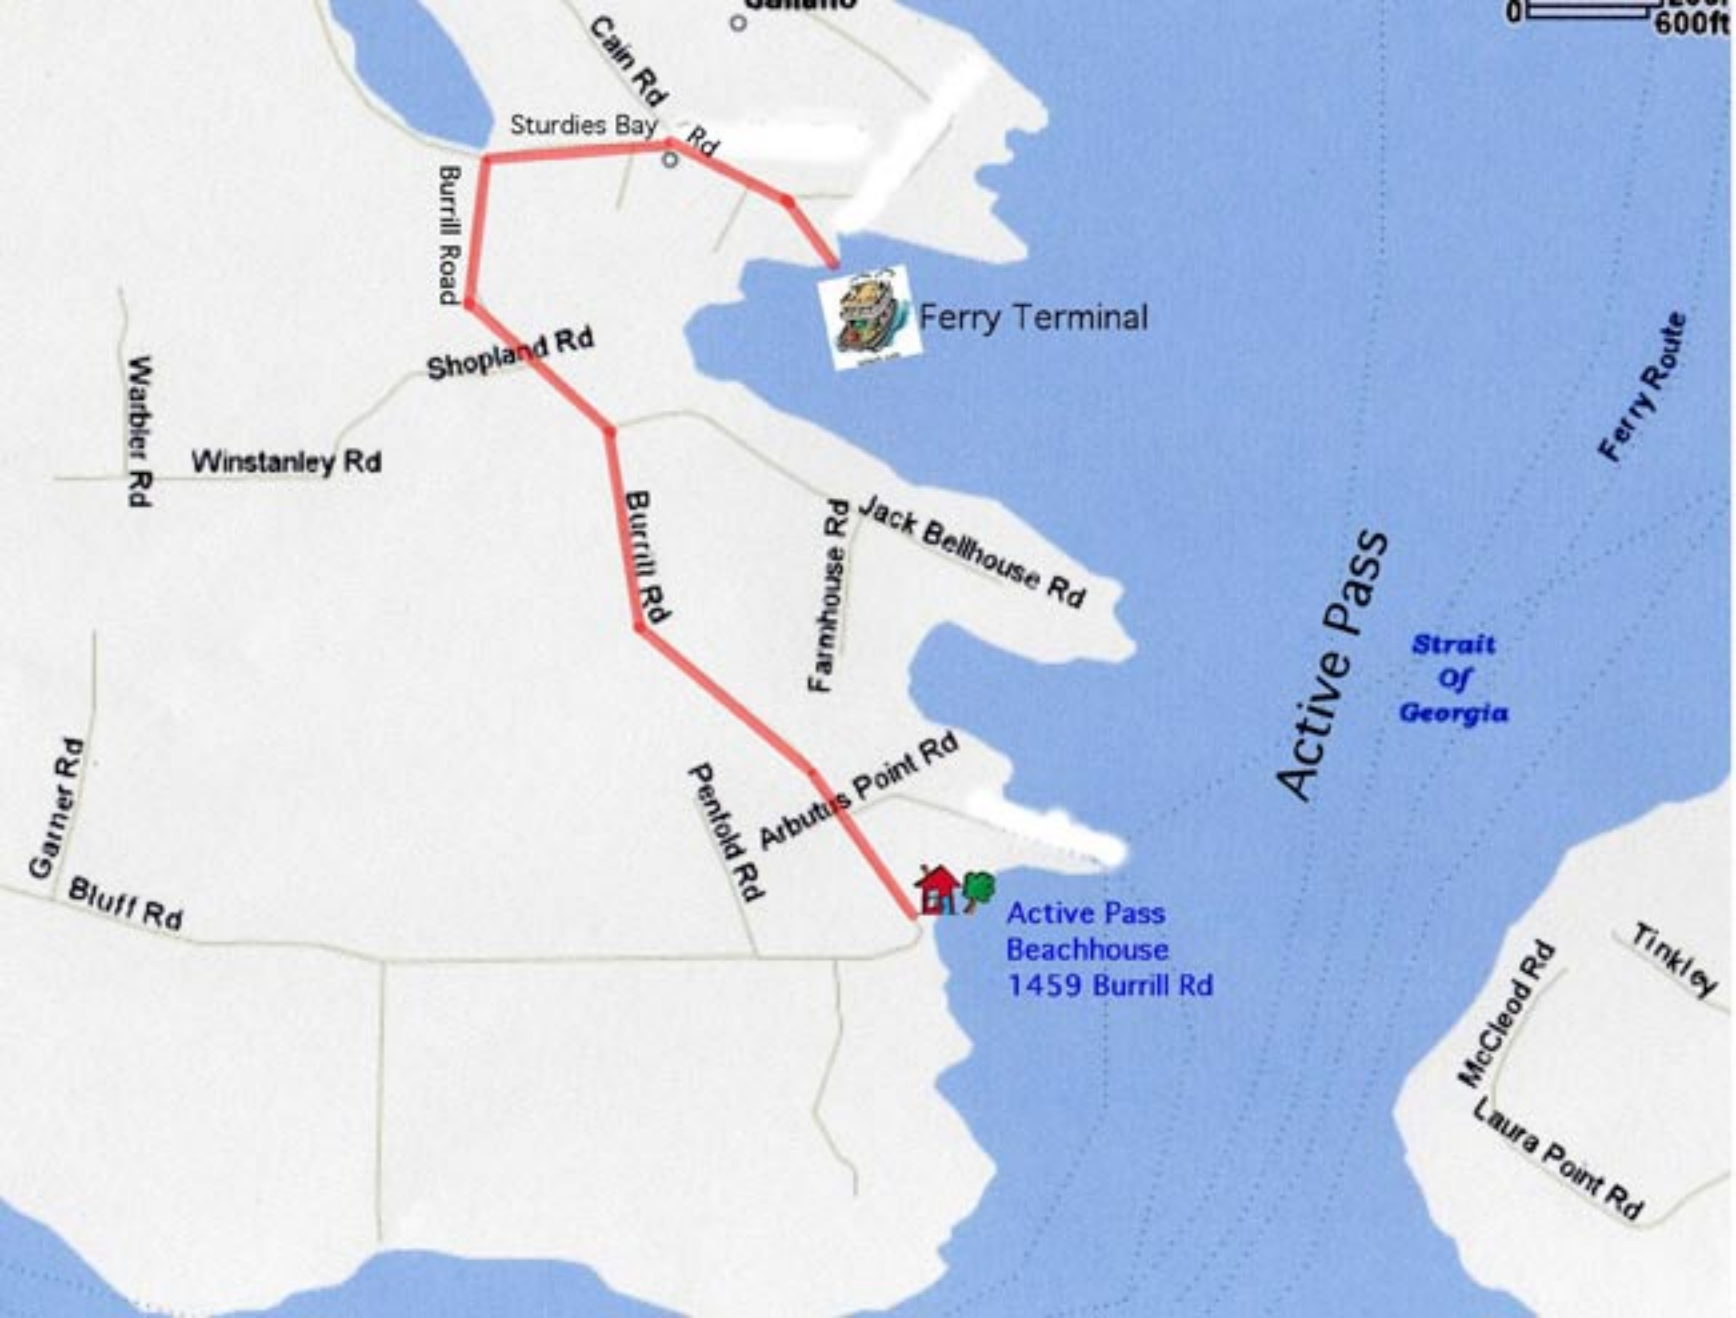 Galiano
0
600ft
Cain Rd
Sturdies Bay Rd
Burrill Road
Ferry Terminal
Shopland Rd
Ferry Route
Warbler Rd
Winstanley Rd
Burrill Rd
Farmhouse Rd
Jack Bellhouse Rd
Active Pass
Strait
Of
Georgia
Garner Rd
Penfold Rd
Arbutus Point Rd
Bluff Rd
Active Pass
Beachhouse
1459 Burrill Rd
McCleod Rd
Tinkley
Laura Point Rd